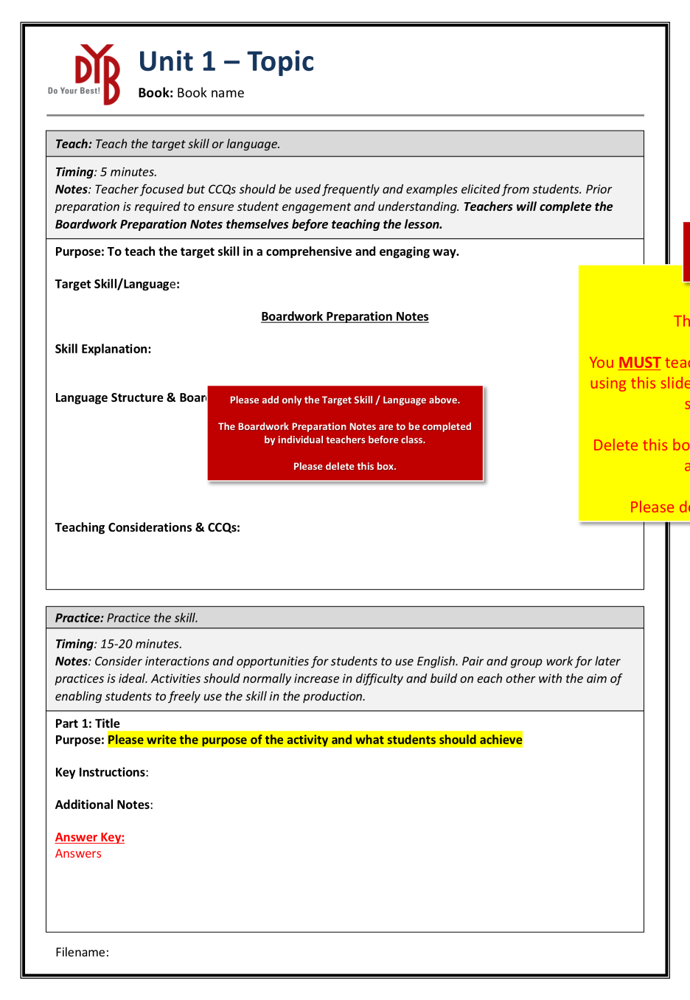 DYB
Do Your Best!
Unit 1 – Topic
Book: Book name
Teach: Teach the target skill or language.
Timing: 5 minutes.
Notes: Teacher focused but CCQs should be used frequently and examples elicited from students. Prior
preparation is required to ensure student engagement and understanding. Teachers will complete the
Boardwork Preparation Notes themselves before teaching the lesson.
Purpose: To teach the target skill in a comprehensive and engaging way.
Target Skill/Language:
Boardwork Preparation Notes
Skill Explanation:
Language Structure & Boar
Please add only the Target Skill / Language above.
The Boardwork Preparation Notes are to be completed
by individual teachers before class.
Please delete this box.
Th
You MUST teac
using this slide
s
Delete this bo
a
Please de
Teaching Considerations & CCQs:
Practice: Practice the skill.
Timing: 15-20 minutes.
Notes: Consider interactions and opportunities for students to use English. Pair and group work for later
practices is ideal. Activities should normally increase in difficulty and build on each other with the aim of
enabling students to freely use the skill in the production.
Part 1: Title
Purpose: Please write the purpose of the activity and what students should achieve
Key Instructions:
Additional Notes:
Answer Key:
Answers
Filename: